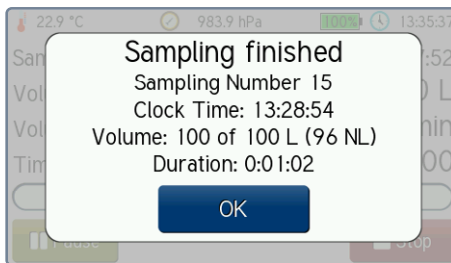 22.9 °C 983.9 hPa 100% 13:35:37
Sampling finished
Sampling Number 15
Clock Time: 13:28:54
Volume: 100 of 100 L (96 NL)
Duration: 0:01:02
OK
Stop